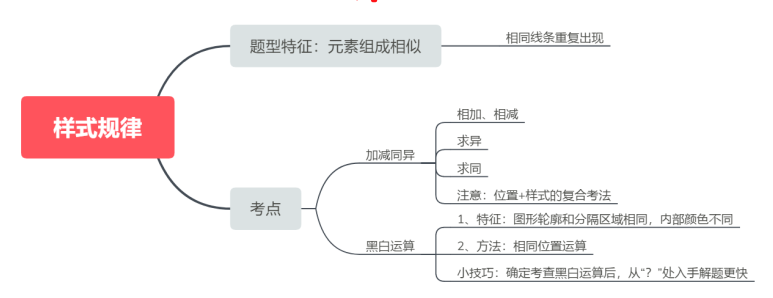 样式规律
题型特征：元素组成相似
相同线条重复出现
考点
加减同异
相加、相减
求异
求同
注意：位置+样式的复合考法
黑白运算
1、特征：图形轮廓和分隔区域相同，内部颜色不同
2、方法：相同位置运算
小技巧：确定考查黑白运算后，从“？”处入手解题更快